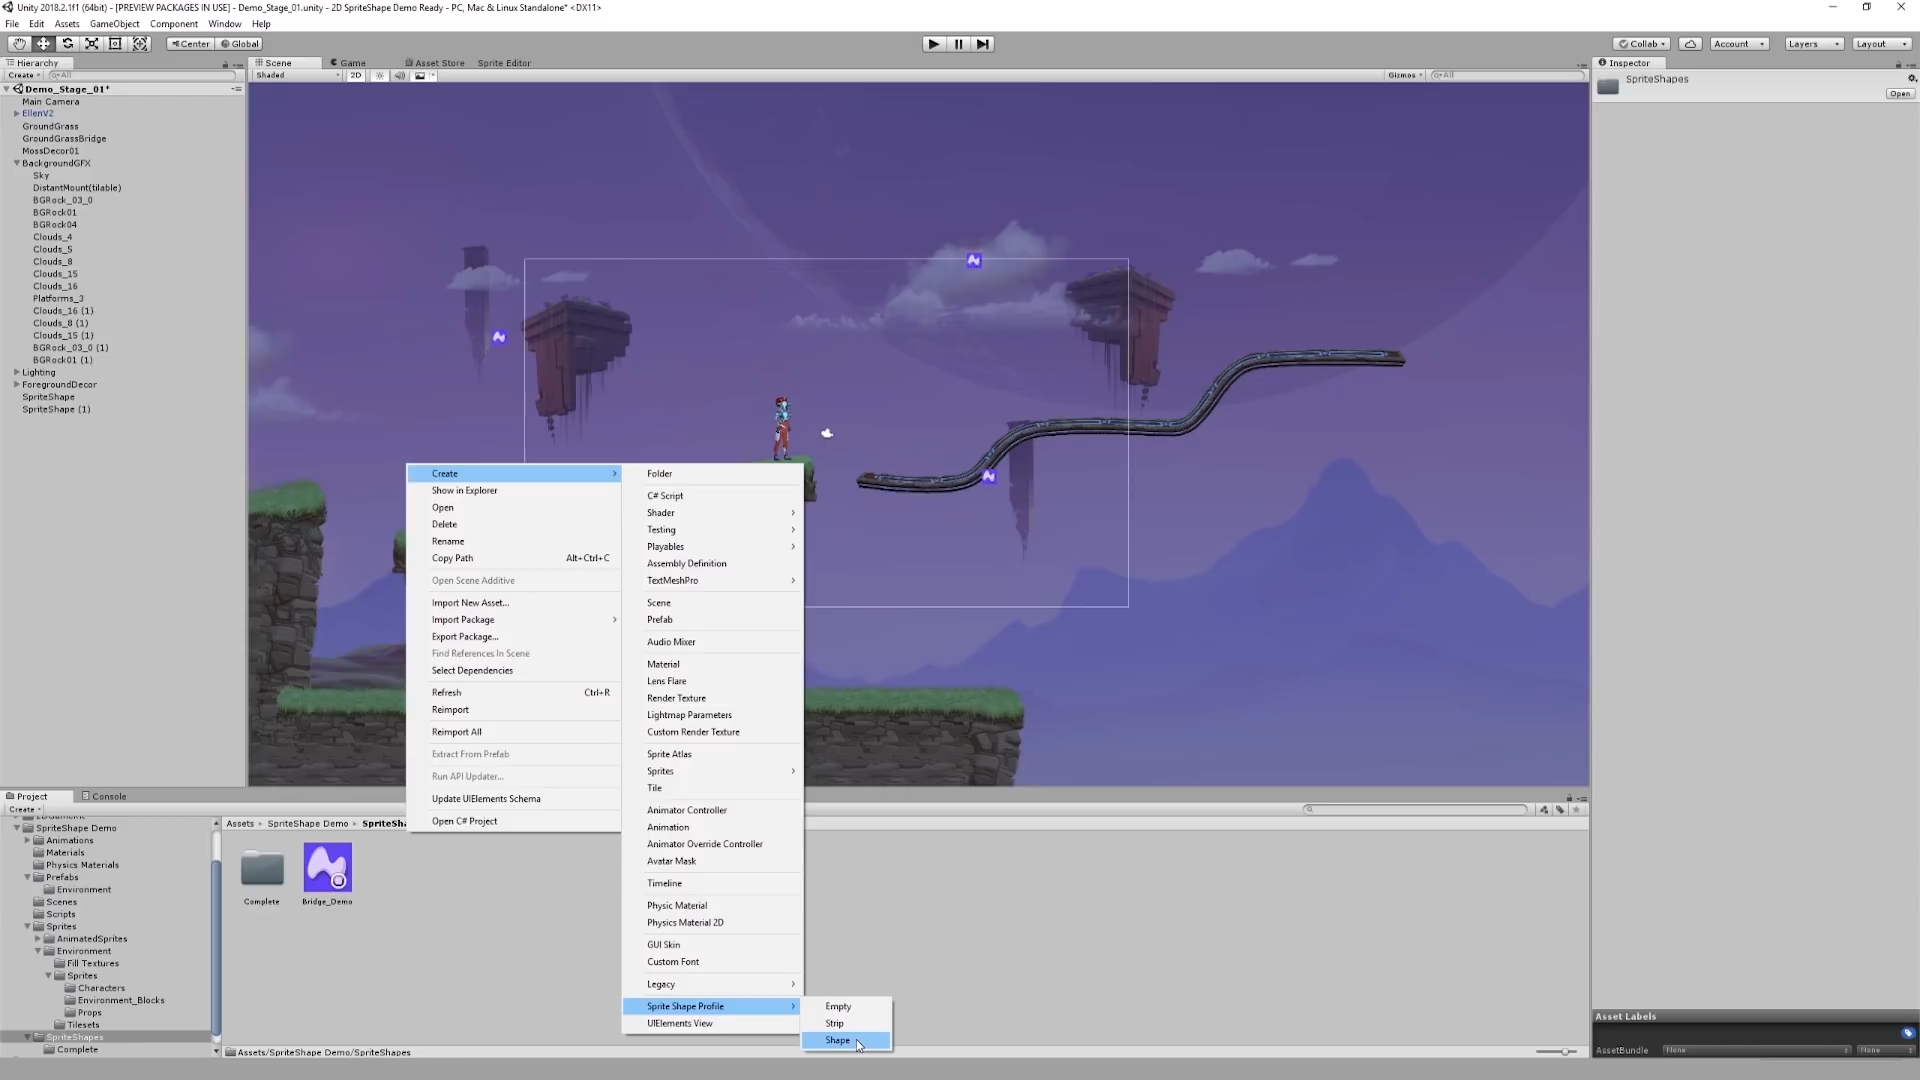 Unity 2018.2.1f1 (64bit) - [PREVIEW PACKAGES IN USE] - Demo_Stage_01.unity - 2D SpriteShape Demo Ready - PC, Mac & Linux Standalone* <DX11>
File Edit Assets GameObject Component Window Help
Center Global
Collab Account Layers Layout
Hierarchy
Create All
Demo_Stage_01*
Main Camera
EllenV2
GroundGrass
GroundGrassBridge
MossDecor01
BackgroundGFX
Sky
DistantMount(tilable)
BGRock_03_0
BGRock01
BGRock04
Clouds_4
Clouds_5
Clouds_8
Clouds_15
Clouds_16
Platforms_3
Clouds_16 (1)
Clouds_8 (1)
Clouds_15 (1)
BGRock_03_0 (1)
BGRock01 (1)
Lighting
ForegroundDecor
SpriteShape
SpriteShape (1)
Scene Game Asset Store Sprite Editor
Shaded 2D Gizmos All
Inspector
SpriteShapes
Open
Create
Show in Explorer
Open
Delete
Rename
Copy Path Alt+Ctrl+C
Open Scene Additive
Import New Asset...
Import Package
Export Package...
Find References In Scene
Select Dependencies
Refresh Ctrl+R
Reimport
Reimport All
Extract From Prefab
Run API Updater...
Update UIElements Schema
Open C# Project
Folder
C# Script
Shader
Testing
Playables
Assembly Definition
TextMeshPro
Scene
Prefab
Audio Mixer
Material
Lens Flare
Render Texture
Lightmap Parameters
Custom Render Texture
Sprite Atlas
Sprites
Tile
Animator Controller
Animation
Animator Override Controller
Avatar Mask
Timeline
Physic Material
Physics Material 2D
GUI Skin
Custom Font
Legacy
Sprite Shape Profile
UIElements View
Empty
Strip
Shape
Project Console
Create
SpriteShape Demo
Animations
Materials
Physics Materials
Prefabs
Environment
Scenes
Scripts
Sprites
AnimatedSprites
Environment
Fill Textures
Sprites
Characters
Environment_Blocks
Props
Tilesets
SpriteShapes
Complete
Assets SpriteShape Demo SpriteSha
Complete
Bridge_Demo
Assets/SpriteShape Demo/SpriteShapes
Asset Labels
AssetBundle None None